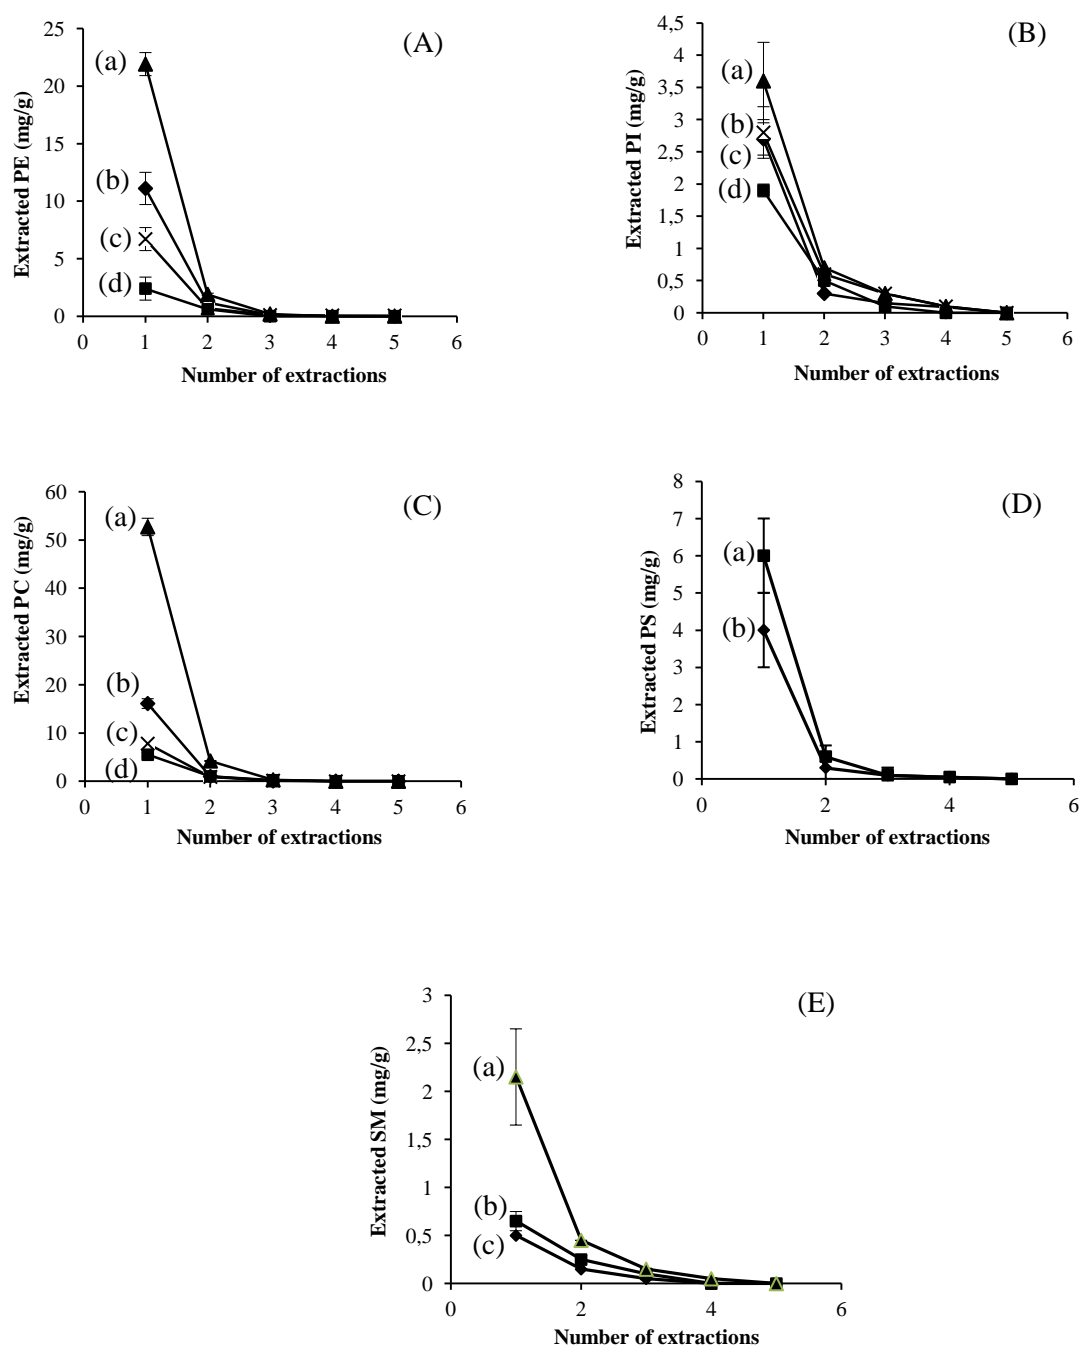 (A)
Extracted PE (mg/g)
25
20
15
10
5
0
(a)
(b)
(c)
(d)
0 1 2 3 4 5 6
Number of extractions
(B)
Extracted PI (mg/g)
4,5
4
3,5
3
2,5
2
1,5
1
0,5
0
(a)
(b)
(c)
(d)
0 1 2 3 4 5 6
Number of extractions
(C)
Extracted PC (mg/g)
60
50
40
30
20
10
0
(a)
(b)
(c)
(d)
0 1 2 3 4 5 6
Number of extractions
(D)
Extracted PS (mg/g)
8
7
6
5
4
3
2
1
0
(a)
(b)
0 2 4 6
Number of extractions
(E)
Extracted SM (mg/g)
3
2,5
2
1,5
1
0,5
0
(a)
(b)
(c)
0 2 4 6
Number of extractions